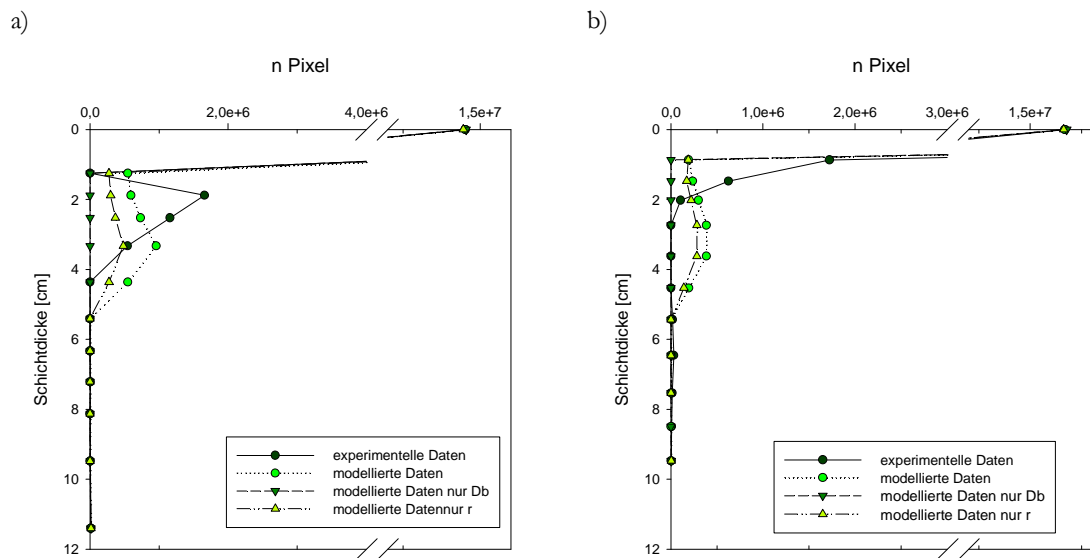 a)
n Pixel
0,0 2,0e+6 4,0e+6 1,5e+7
0
2
4
6
8
10
12
Schichtdicke [cm]
experimentelle Daten
modellierte Daten
modellierte Daten nur Db
modellierte Datennur r
b)
n Pixel
0,0 1,0e+6 2,0e+6 3,0e+6 1,5e+7
0
2
4
6
8
10
12
Schichtdicke [cm]
experimentelle Daten
modellierte Daten
modellierte Daten nur Db
modellierte Daten nur r